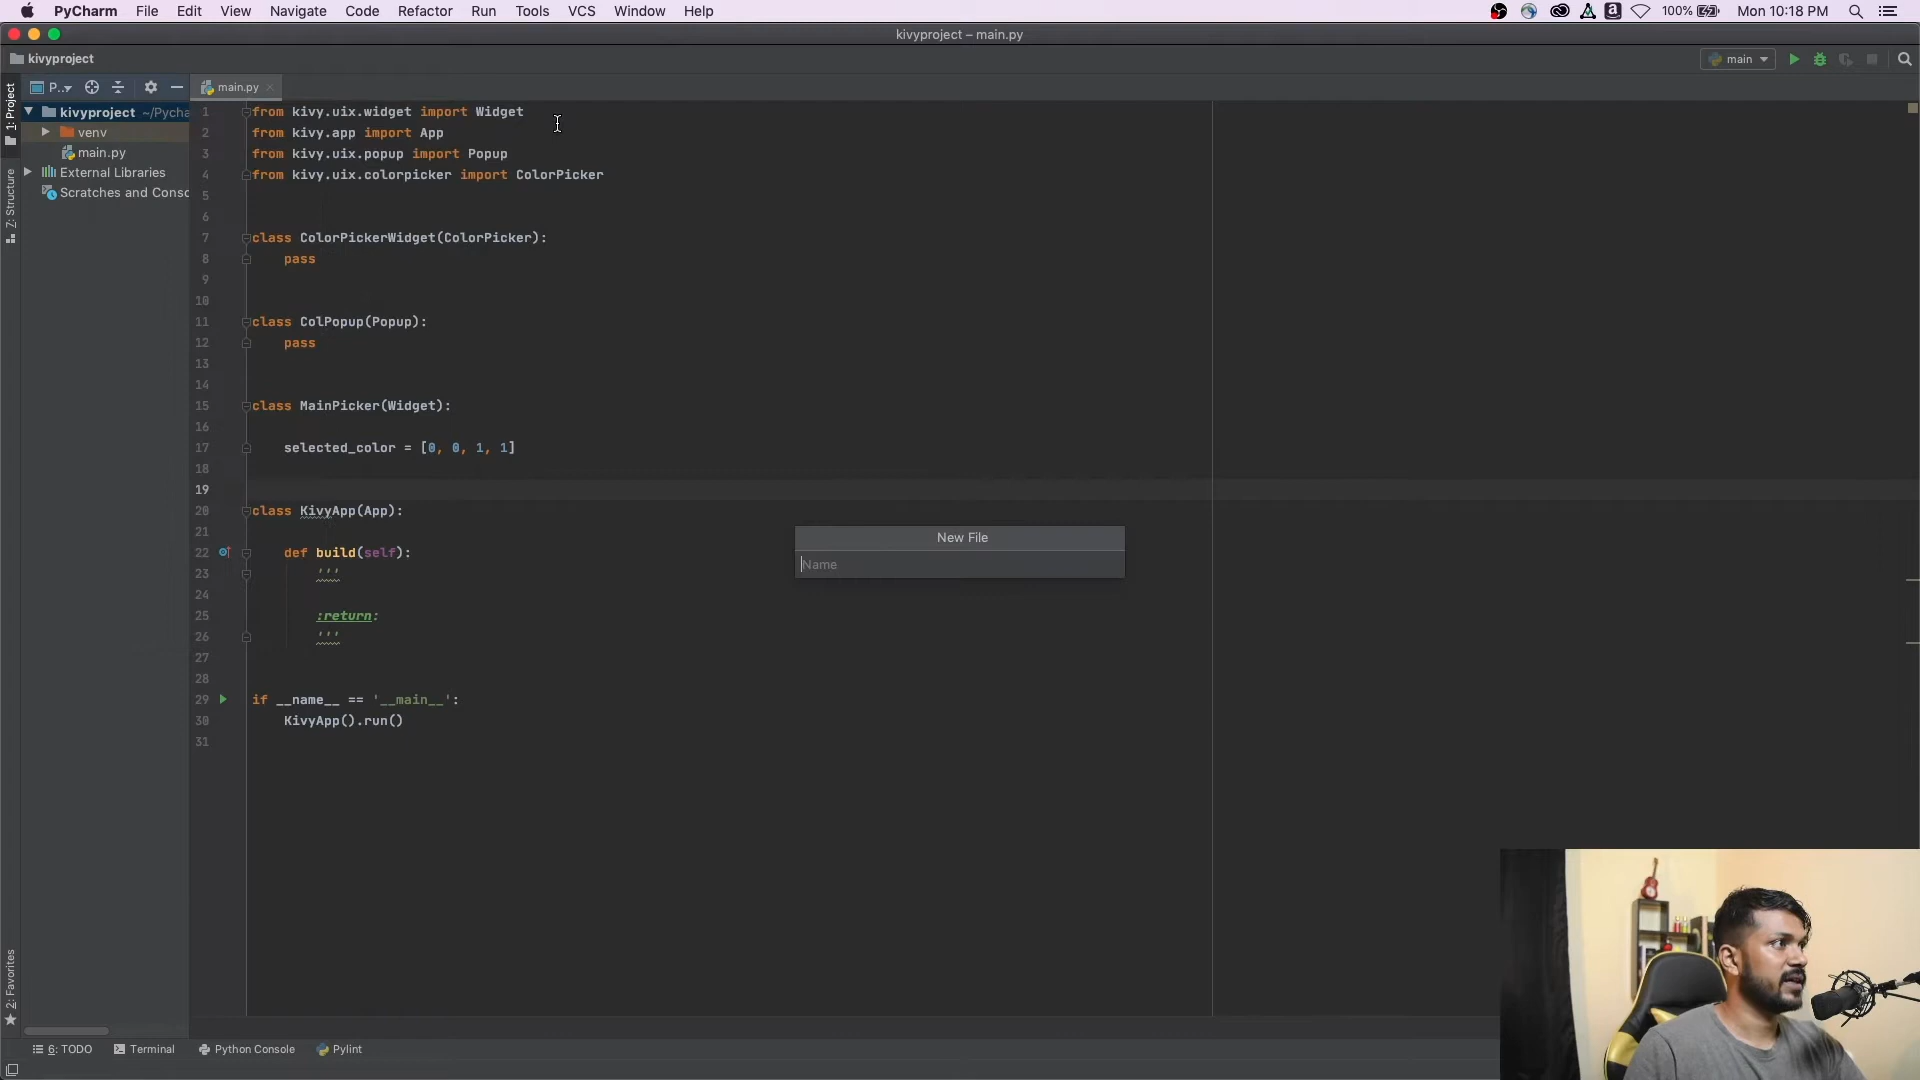 PyCharm File Edit View Navigate Code Refactor Run Tools VCS Window Help
100% Mon 10:18 PM
kivyproject – main.py
kivyproject
main
P..
main.py
1: Project
kivyproject ~/Pycha
venv
main.py
External Libraries
Scratches and Consc
Z: Structure
2: Favorites
1 from kivy.uix.widget import Widget
2 from kivy.app import App
3 from kivy.uix.popup import Popup
4 from kivy.uix.colorpicker import ColorPicker
5
6
7 class ColorPickerWidget(ColorPicker):
8 pass
9
10
11 class ColPopup(Popup):
12 pass
13
14
15 class MainPicker(Widget):
16
17 selected_color = [0, 0, 1, 1]
18
19
20 class KivyApp(App):
21
22 def build(self):
23 '''
24
25 :return:
26 '''
27
28
29 if __name__ == '__main__':
30 KivyApp().run()
31
New File
Name
6: TODO Terminal Python Console Pylint